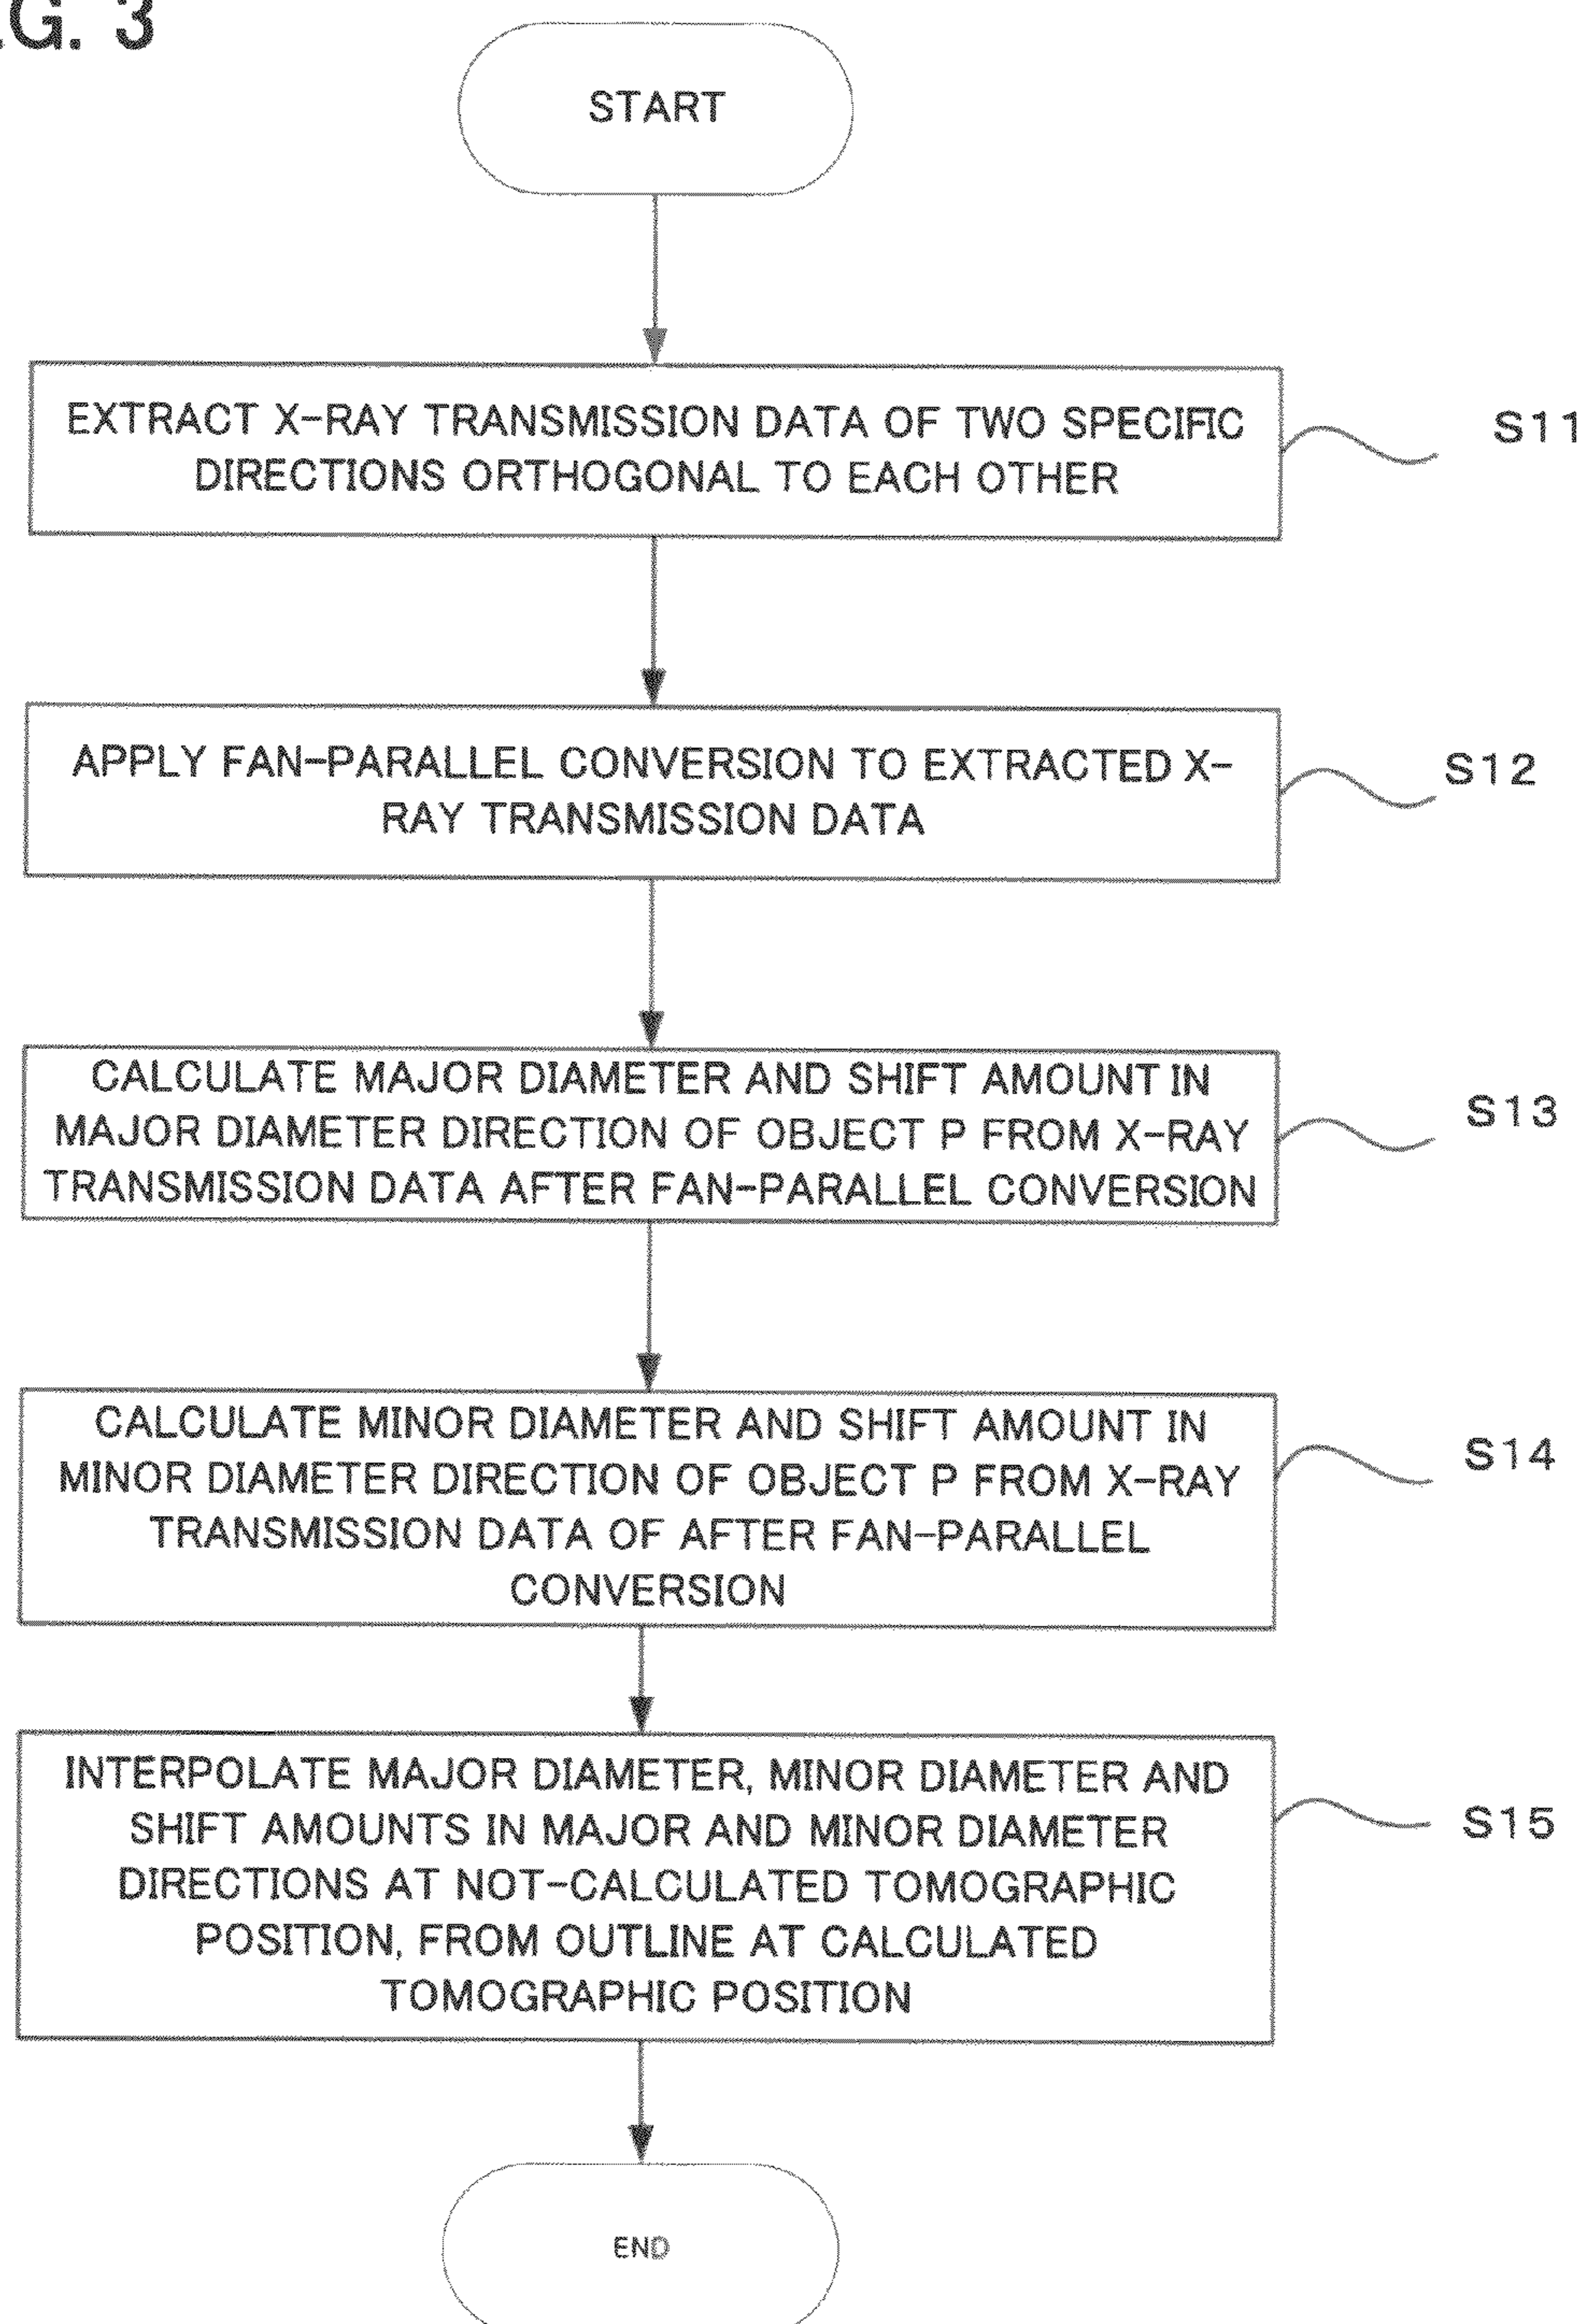 G. 3
START
EXTRACT X-RAY TRANSMISSION DATA OF TWO SPECIFIC
DIRECTIONS ORTHOGONAL TO EACH OTHER
S11
APPLY FAN-PARALLEL CONVERSION TO EXTRACTED X-
RAY TRANSMISSION DATA
S12
CALCULATE MAJOR DIAMETER AND SHIFT AMOUNT IN
MAJOR DIAMETER DIRECTION OF OBJECT P FROM X-RAY
TRANSMISSION DATA AFTER FAN-PARALLEL CONVERSION
S13
CALCULATE MINOR DIAMETER AND SHIFT AMOUNT IN
MINOR DIAMETER DIRECTION OF OBJECT P FROM X-RAY
TRANSMISSION DATA OF AFTER FAN-PARALLEL
CONVERSION
S14
INTERPOLATE MAJOR DIAMETER, MINOR DIAMETER AND
SHIFT AMOUNTS IN MAJOR AND MINOR DIAMETER
DIRECTIONS AT NOT-CALCULATED TOMOGRAPHIC
POSITION, FROM OUTLINE AT CALCULATED
TOMOGRAPHIC POSITION
S15
END